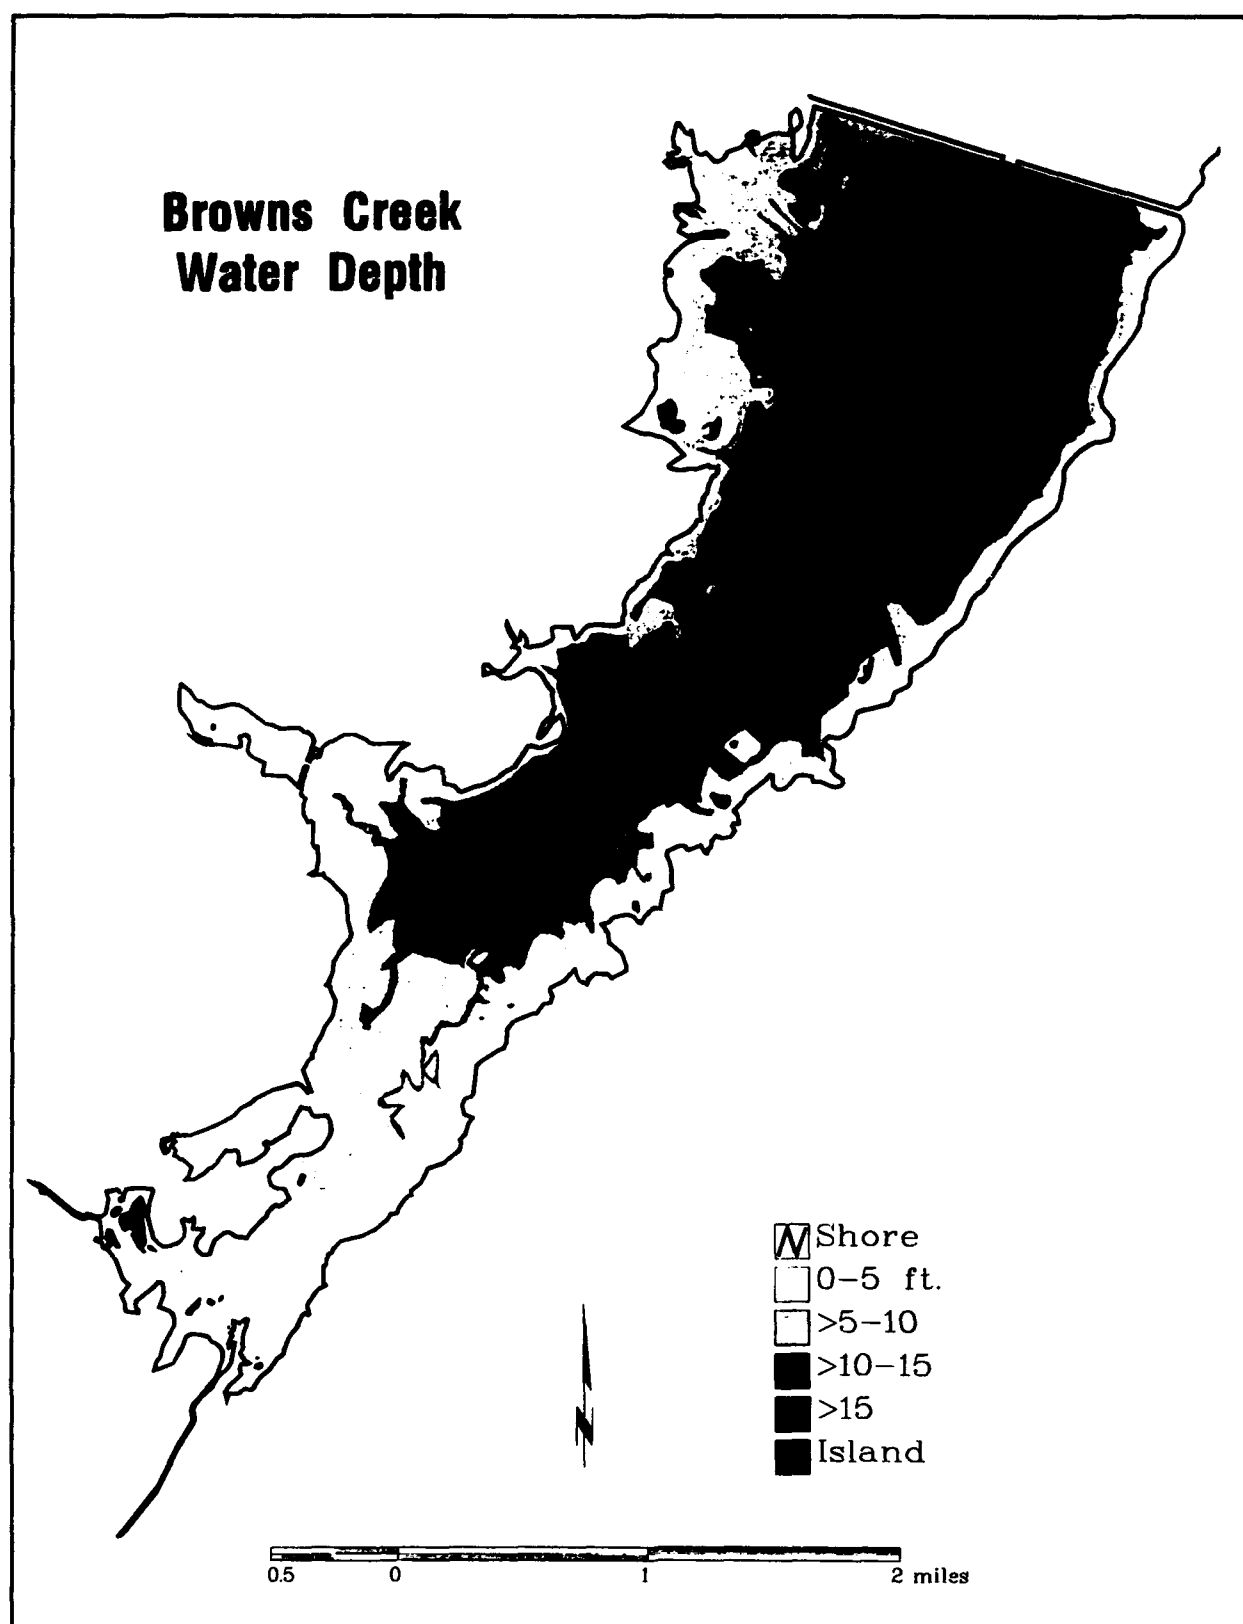 Browns Creek
Water Depth
Shore
0-5 ft.
>5-10
>10-15
>15
Island
N
0.5 0 1 2 miles